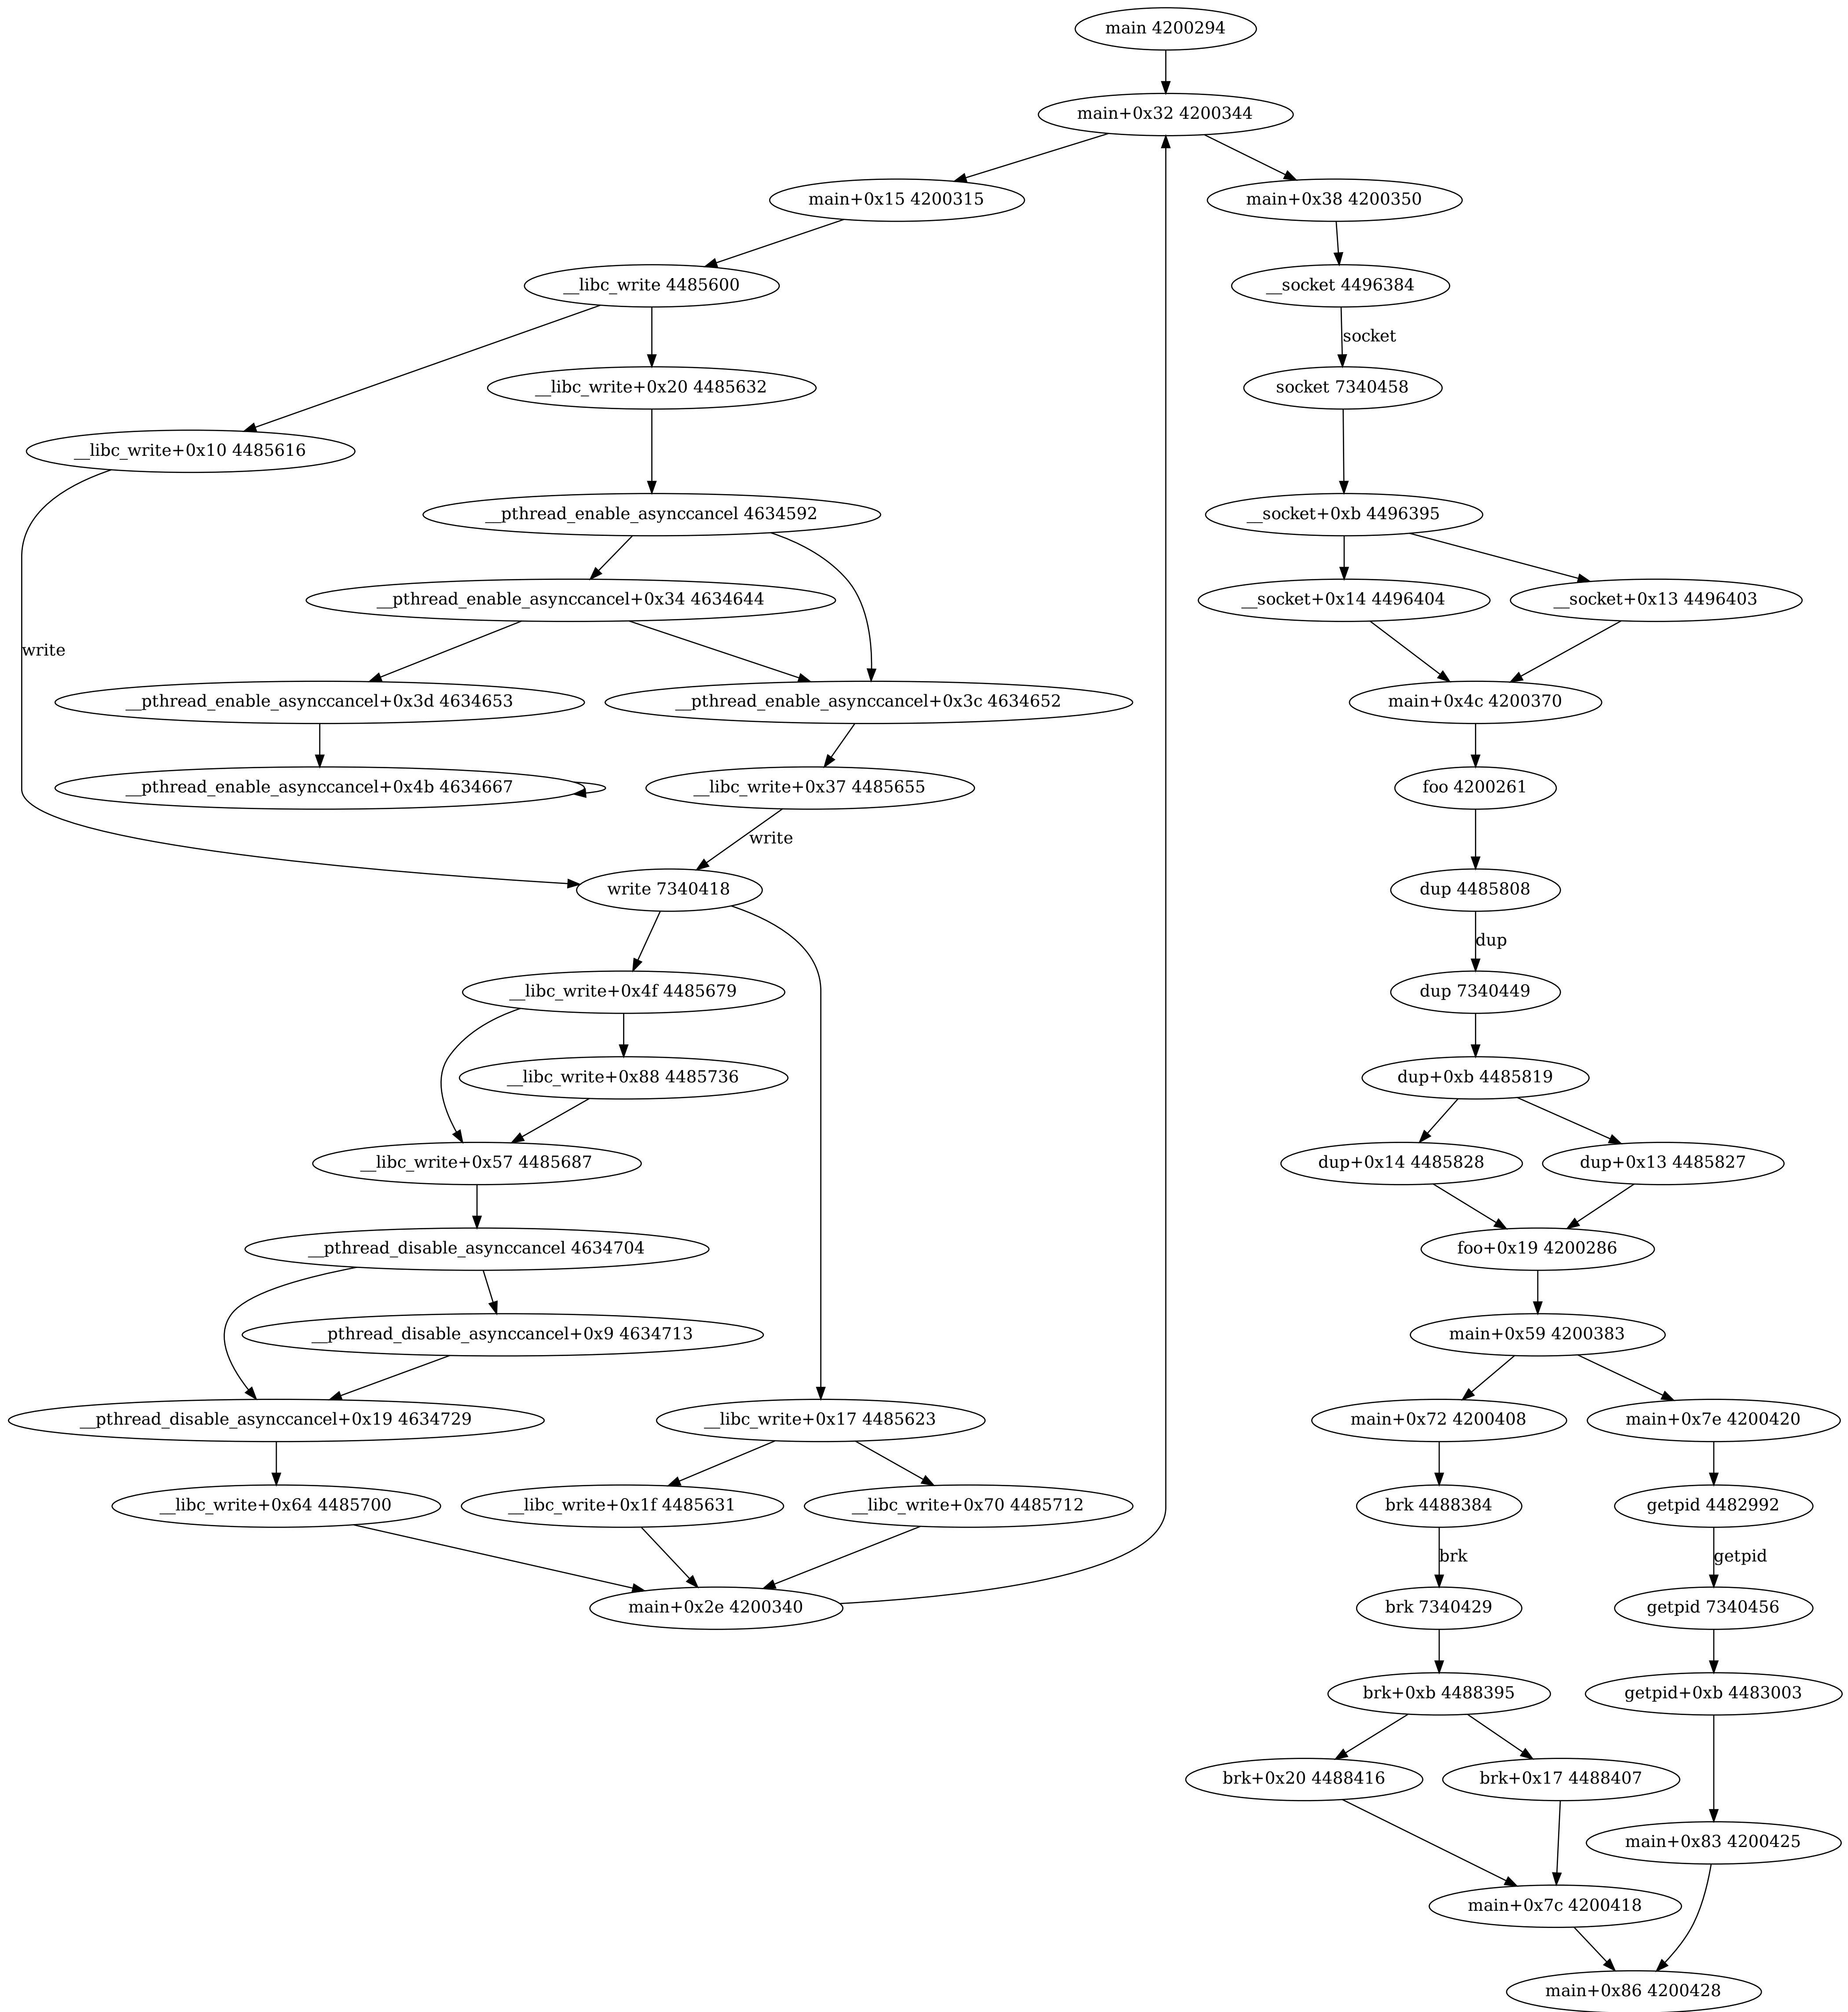 main 4200294
main+0x32 4200344
main+0x15 4200315
main+0x38 4200350
__libc_write 4485600
__socket 4496384
socket
__libc_write+0x20 4485632
socket 7340458
__libc_write+0x10 4485616
__pthread_enable_asynccancel 4634592
__socket+0xb 4496395
__pthread_enable_asynccancel+0x34 4634644
__socket+0x14 4496404
__socket+0x13 4496403
write
__pthread_enable_asynccancel+0x3d 4634653
__pthread_enable_asynccancel+0x3c 4634652
main+0x4c 4200370
__pthread_enable_asynccancel+0x4b 4634667
__libc_write+0x37 4485655
foo 4200261
write
write 7340418
dup 4485808
dup
__libc_write+0x4f 4485679
dup 7340449
__libc_write+0x88 4485736
dup+0xb 4485819
__libc_write+0x57 4485687
dup+0x14 4485828
dup+0x13 4485827
__pthread_disable_asynccancel 4634704
foo+0x19 4200286
__pthread_disable_asynccancel+0x9 4634713
main+0x59 4200383
__pthread_disable_asynccancel+0x19 4634729
__libc_write+0x17 4485623
main+0x72 4200408
main+0x7e 4200420
__libc_write+0x64 4485700
__libc_write+0x1f 4485631
__libc_write+0x70 4485712
brk 4488384
getpid 4482992
brk
getpid
main+0x2e 4200340
brk 7340429
getpid 7340456
brk+0xb 4488395
getpid+0xb 4483003
brk+0x20 4488416
brk+0x17 4488407
main+0x83 4200425
main+0x7c 4200418
main+0x86 4200428